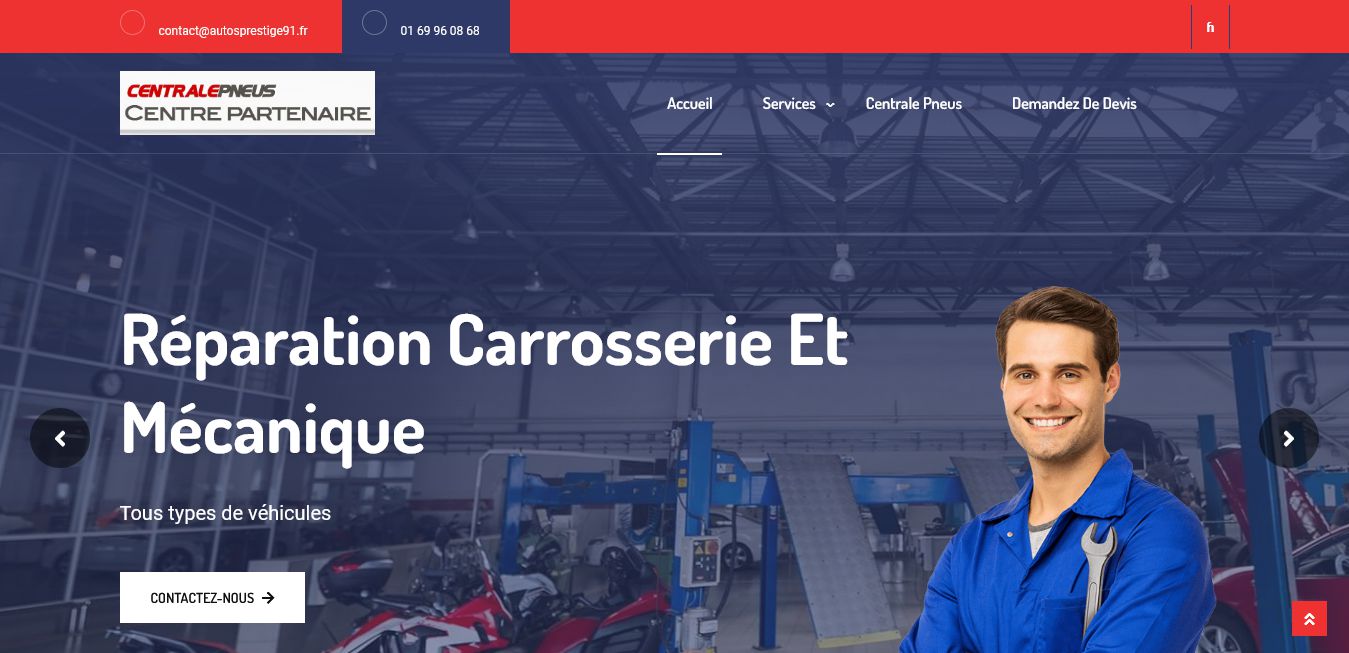 contact@autosprestige91.fr
01 69 96 08 68
CENTRALEPNEUS
CENTRE PARTENAIRE
Accueil
Services
Centrale Pneus
Demandez De Devis
Réparation Carrosserie Et
Mécanique
Tous types de véhicules
CONTACTEZ-NOUS